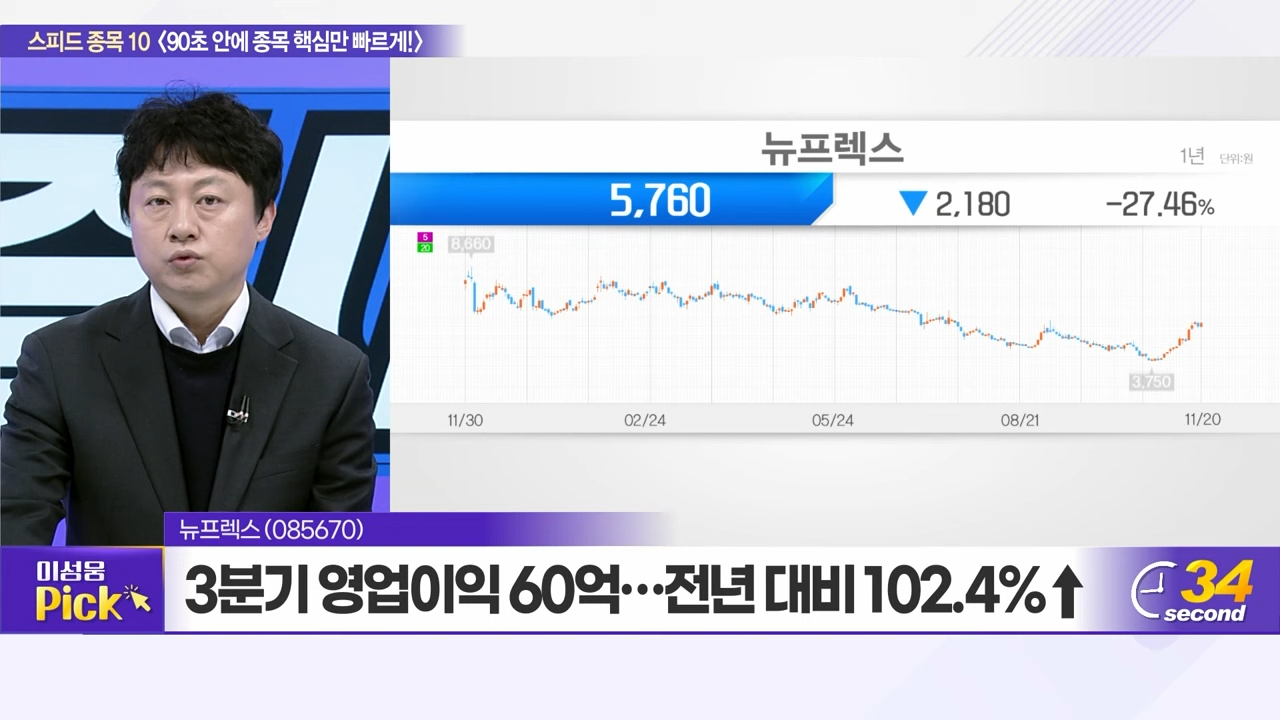 스피드 종목 10 <90초 안에 종목 핵심만 빠르게!>
뉴프렉스
1년 단위:원
5,760 ▼ 2,180 -27.46%
5
20
8,660
3,750
11/30 02/24 05/24 08/21 11/20
뉴프렉스 (085670)
이성웅
Pick
3분기 영업이익 60억…전년 대비 102.4%↑
34
second